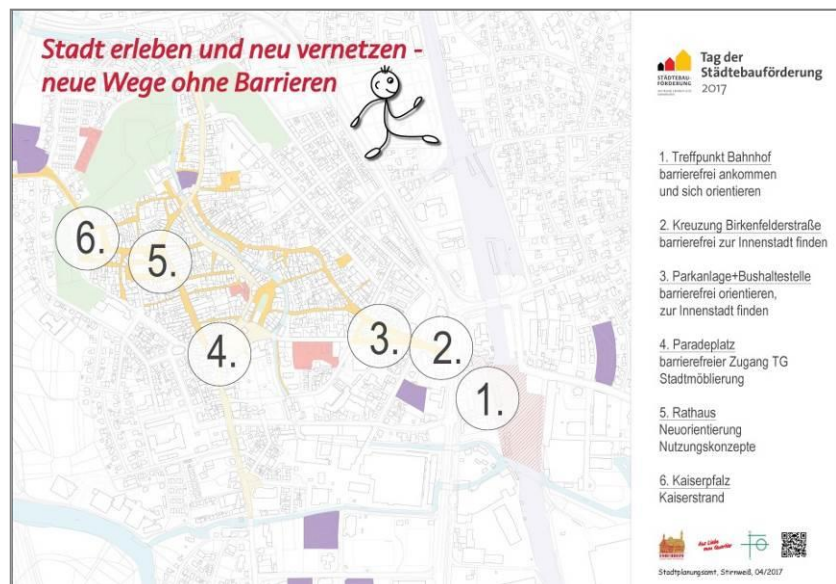 Stadt erleben und neu vernetzen -
neue Wege ohne Barrieren
6.
5.
4.
3.
2.
1.
STÄDTEBAU-
FÖRDERUNG
Tag der
Städtebauförderung
2017
1. Treffpunkt Bahnhof
barrierefrei ankommen
und sich orientieren
2. Kreuzung Birkenfelderstraße
barrierefrei zur Innenstadt finden
3. Parkanlage+Bushaltestelle
barrierefrei orientieren,
zur Innenstadt finden
4. Paradeplatz
barrierefreier Zugang TG
Stadtmöblierung
5. Rathaus
Neuorientierung
Nutzungskonzepte
6. Kaiserpfalz
Kaiserstrand
Stadtplanungsamt, Stirnweiß, 04/2017